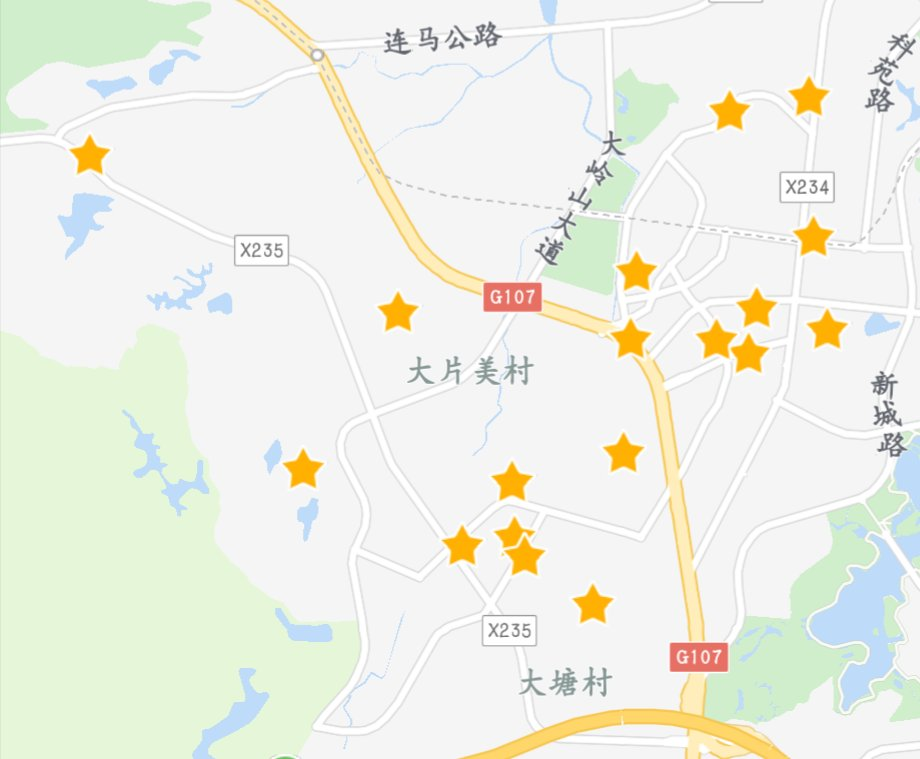 连马公路
科苑路
大岭山大道
X234
X235
G107
大片美村
新城路
X235
G107
大塘村